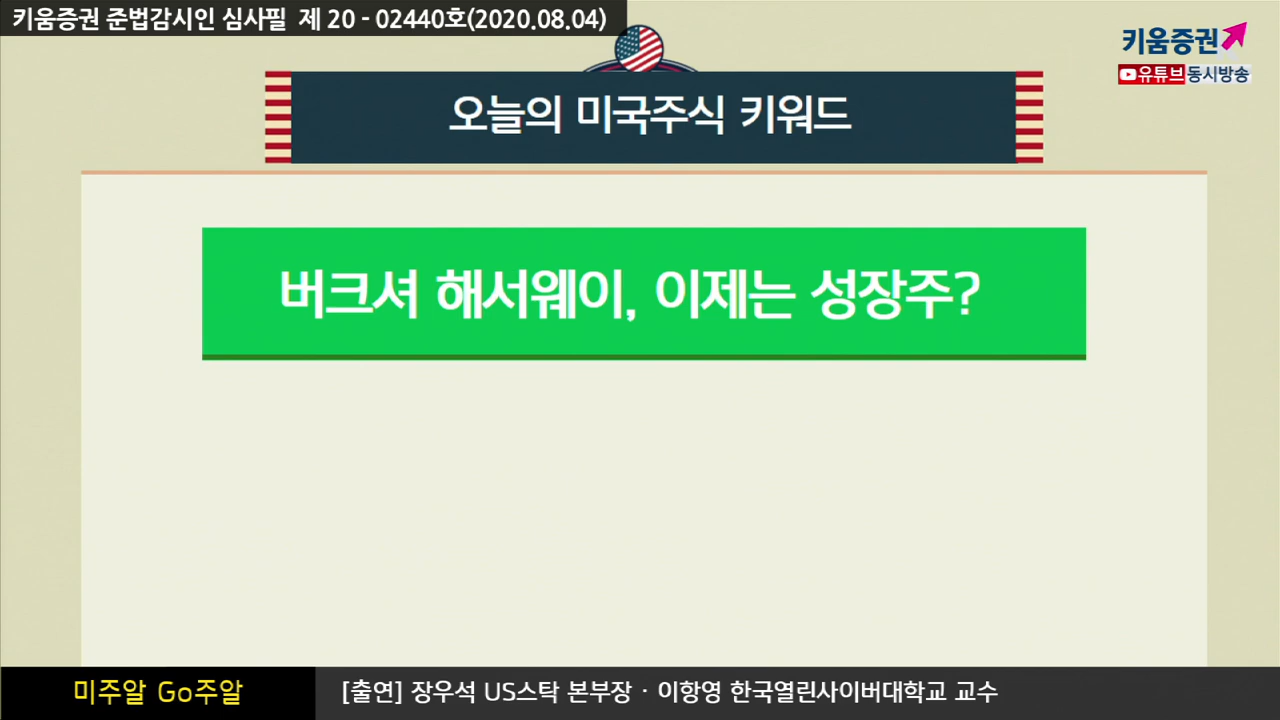 키움증권 준법감시인 심사필 제 20 - 02440호(2020.08.04)
키움증권
유튜브동시방송
오늘의 미국주식 키워드
버크셔 해서웨이, 이제는 성장주?
미주알 Go주알
[출연] 장우석 US스탁 본부장 · 이항영 한국열린사이버대학교 교수